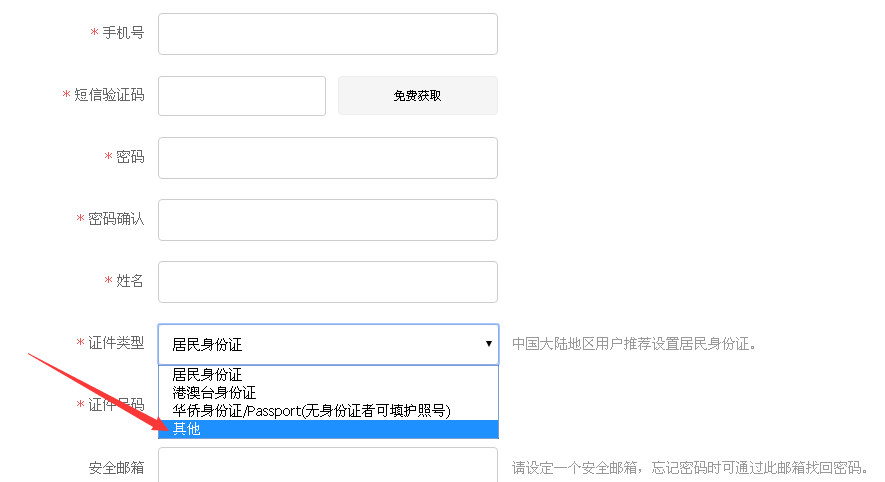 * 手机号
* 短信验证码 免费获取
* 密码
* 密码确认
* 姓名
* 证件类型 居民身份证 中国大陆地区用户推荐设置居民身份证。
居民身份证
港澳台身份证
* 证件号码
华侨身份证/Passport(无身份证者可填护照号)
其他
安全邮箱 请设定一个安全邮箱，忘记密码时可通过此邮箱找回密码。